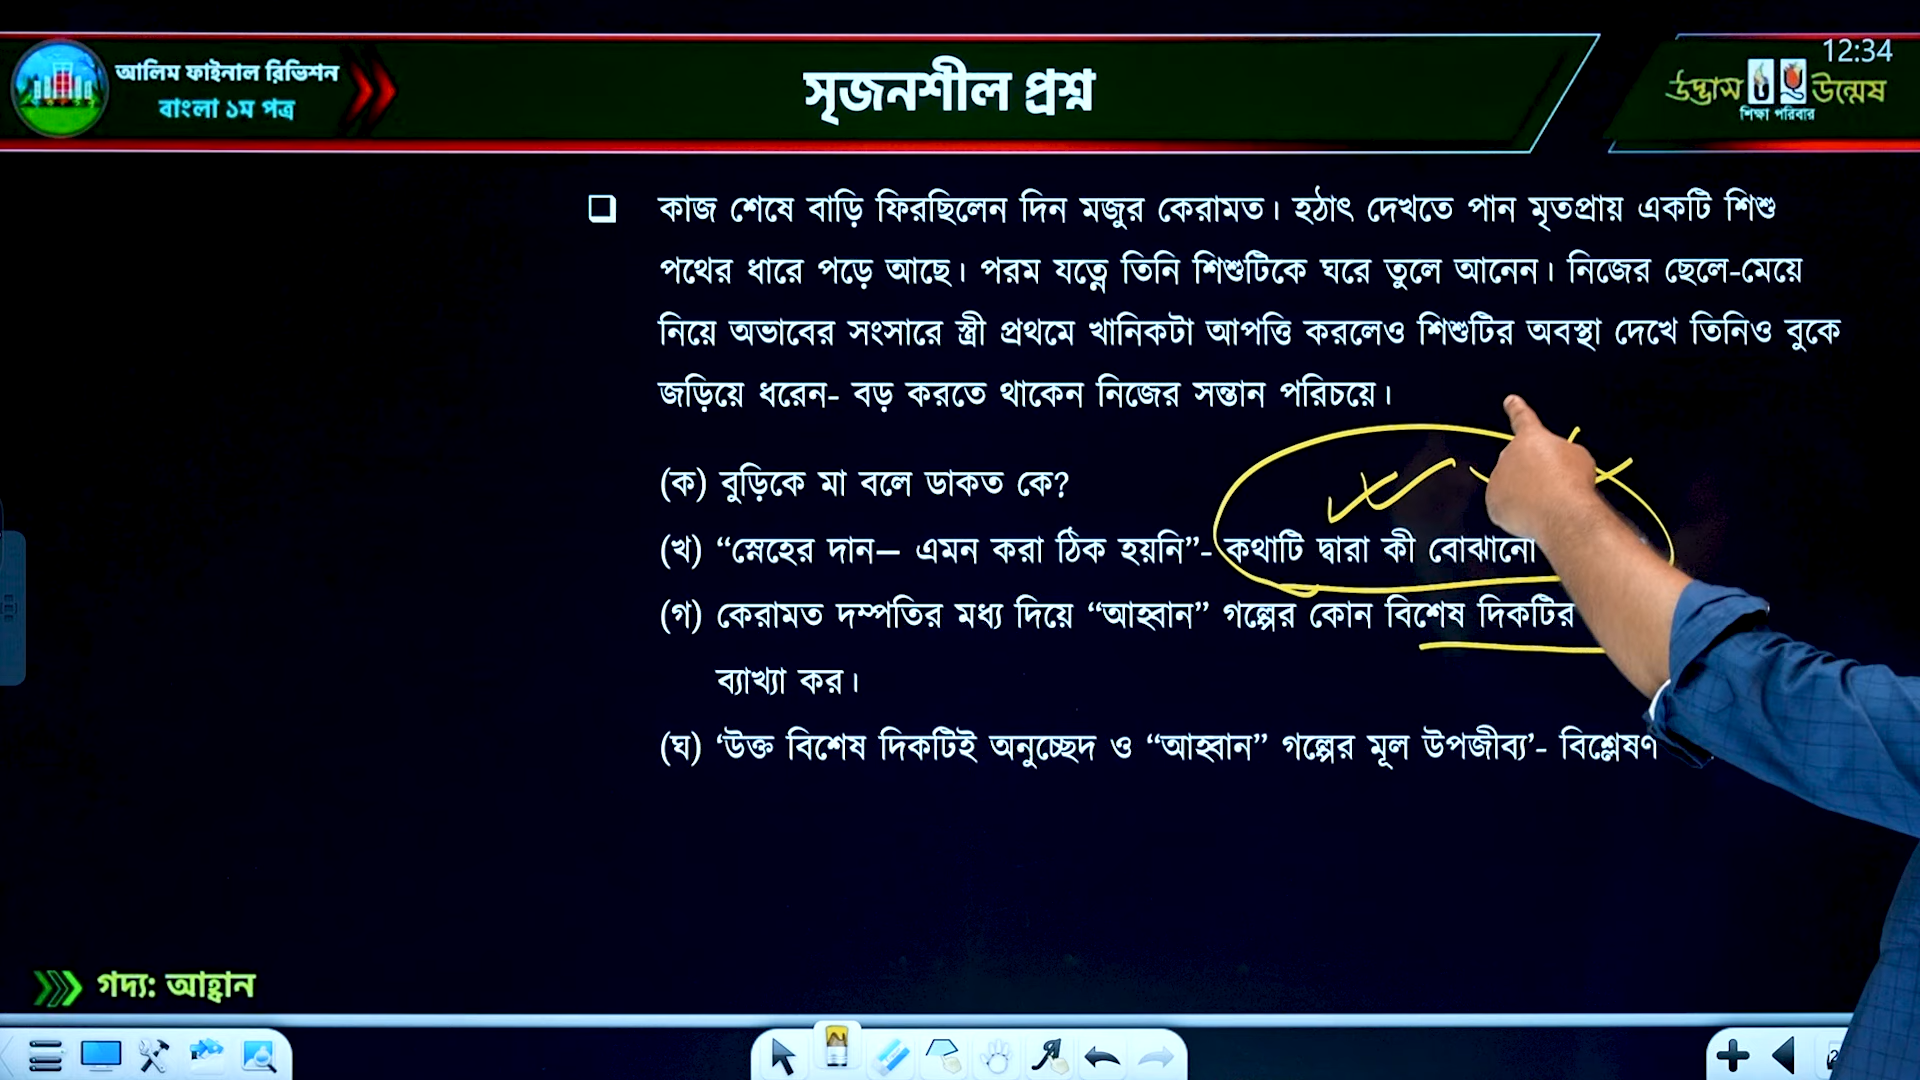 12:34
আলিম ফাইনাল রিভিশন
বাংলা ১ম পত্র
সৃজনশীল প্রশ্ন
উদ্ভাস উন্মেষ
শিক্ষা পরিবার
কাজ শেষে বাড়ি ফিরছিলেন দিন মজুর কেরামত। হঠাৎ দেখতে পান মৃতপ্রায় একটি শিশু
পথের ধারে পড়ে আছে। পরম যত্নে তিনি শিশুটিকে ঘরে তুলে আনেন। নিজের ছেলে-মেয়ে
নিয়ে অভাবের সংসারে স্ত্রী প্রথমে খানিকটা আপত্তি করলেও শিশুটির অবস্থা দেখে তিনিও বুকে
জড়িয়ে ধরেন- বড় করতে থাকেন নিজের সন্তান পরিচয়ে।
(ক) বুড়িকে মা বলে ডাকত কে?
(খ) “স্নেহের দান— এমন করা ঠিক হয়নি”- কথাটি দ্বারা কী বোঝানো
(গ) কেরামত দম্পতির মধ্য দিয়ে “আহ্বান” গল্পের কোন বিশেষ দিকটির
ব্যাখ্যা কর।
(ঘ) ‘উক্ত বিশেষ দিকটিই অনুচ্ছেদ ও “আহ্বান” গল্পের মূল উপজীব্য’- বিশ্লেষণ
গদ্য: আহ্বান